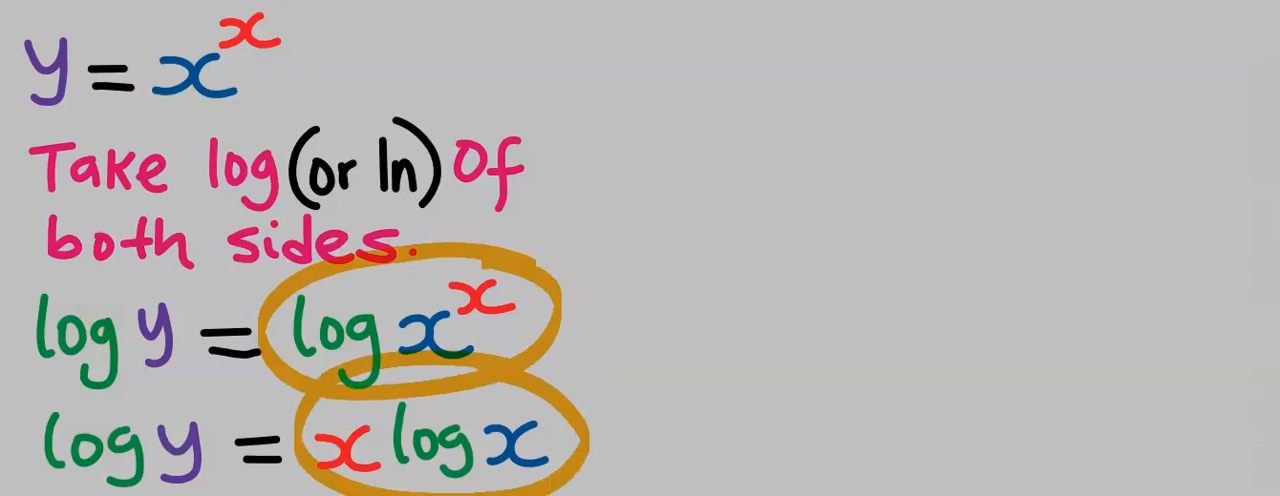 y = x^x
Take log (or ln) Of
both sides.
log y = log x^x
log y = x log x